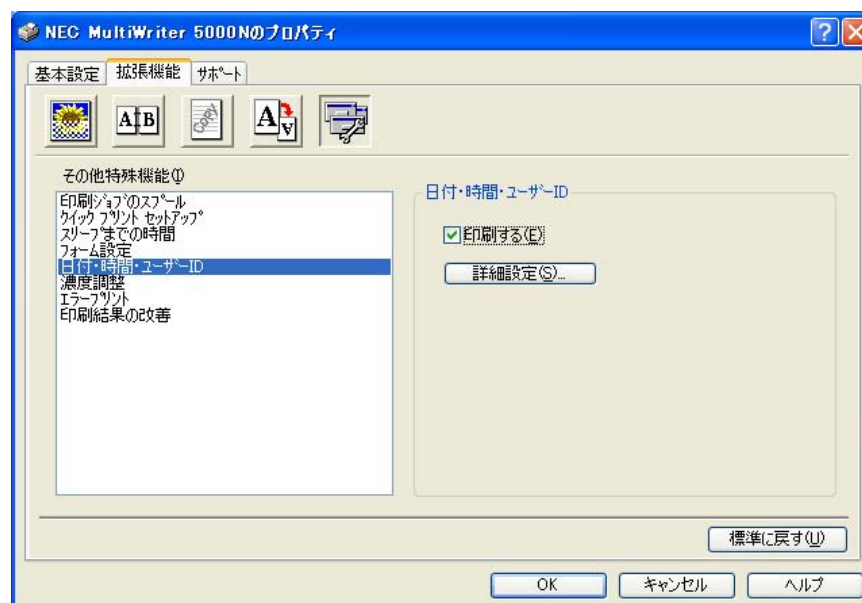 NEC MultiWriter 5000Nのプロパティ
基本設定 拡張機能 サポート
A B
Copy
A A
その他特殊機能(I)
印刷ジョブのスプール
クイック プリント セットアップ
スリープまでの時間
フォーム設定
日付・時間・ユーザーID
濃度調整
エラープリント
印刷結果の改善
日付・時間・ユーザーID
印刷する(E)
詳細設定(S)...
標準に戻す(U)
OK キャンセル ヘルプ